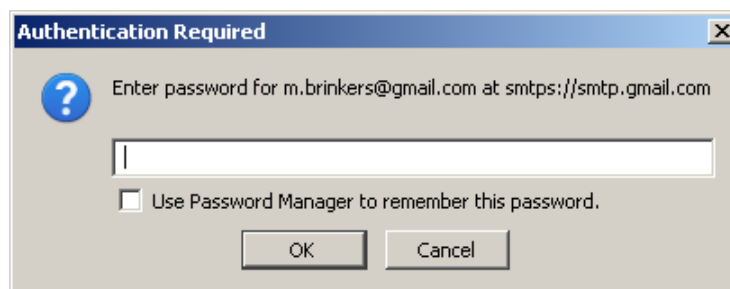 Authentication Required
Enter password for m.brinkers@gmail.com at smtps://smtp.gmail.com
Use Password Manager to remember this password.
OK Cancel